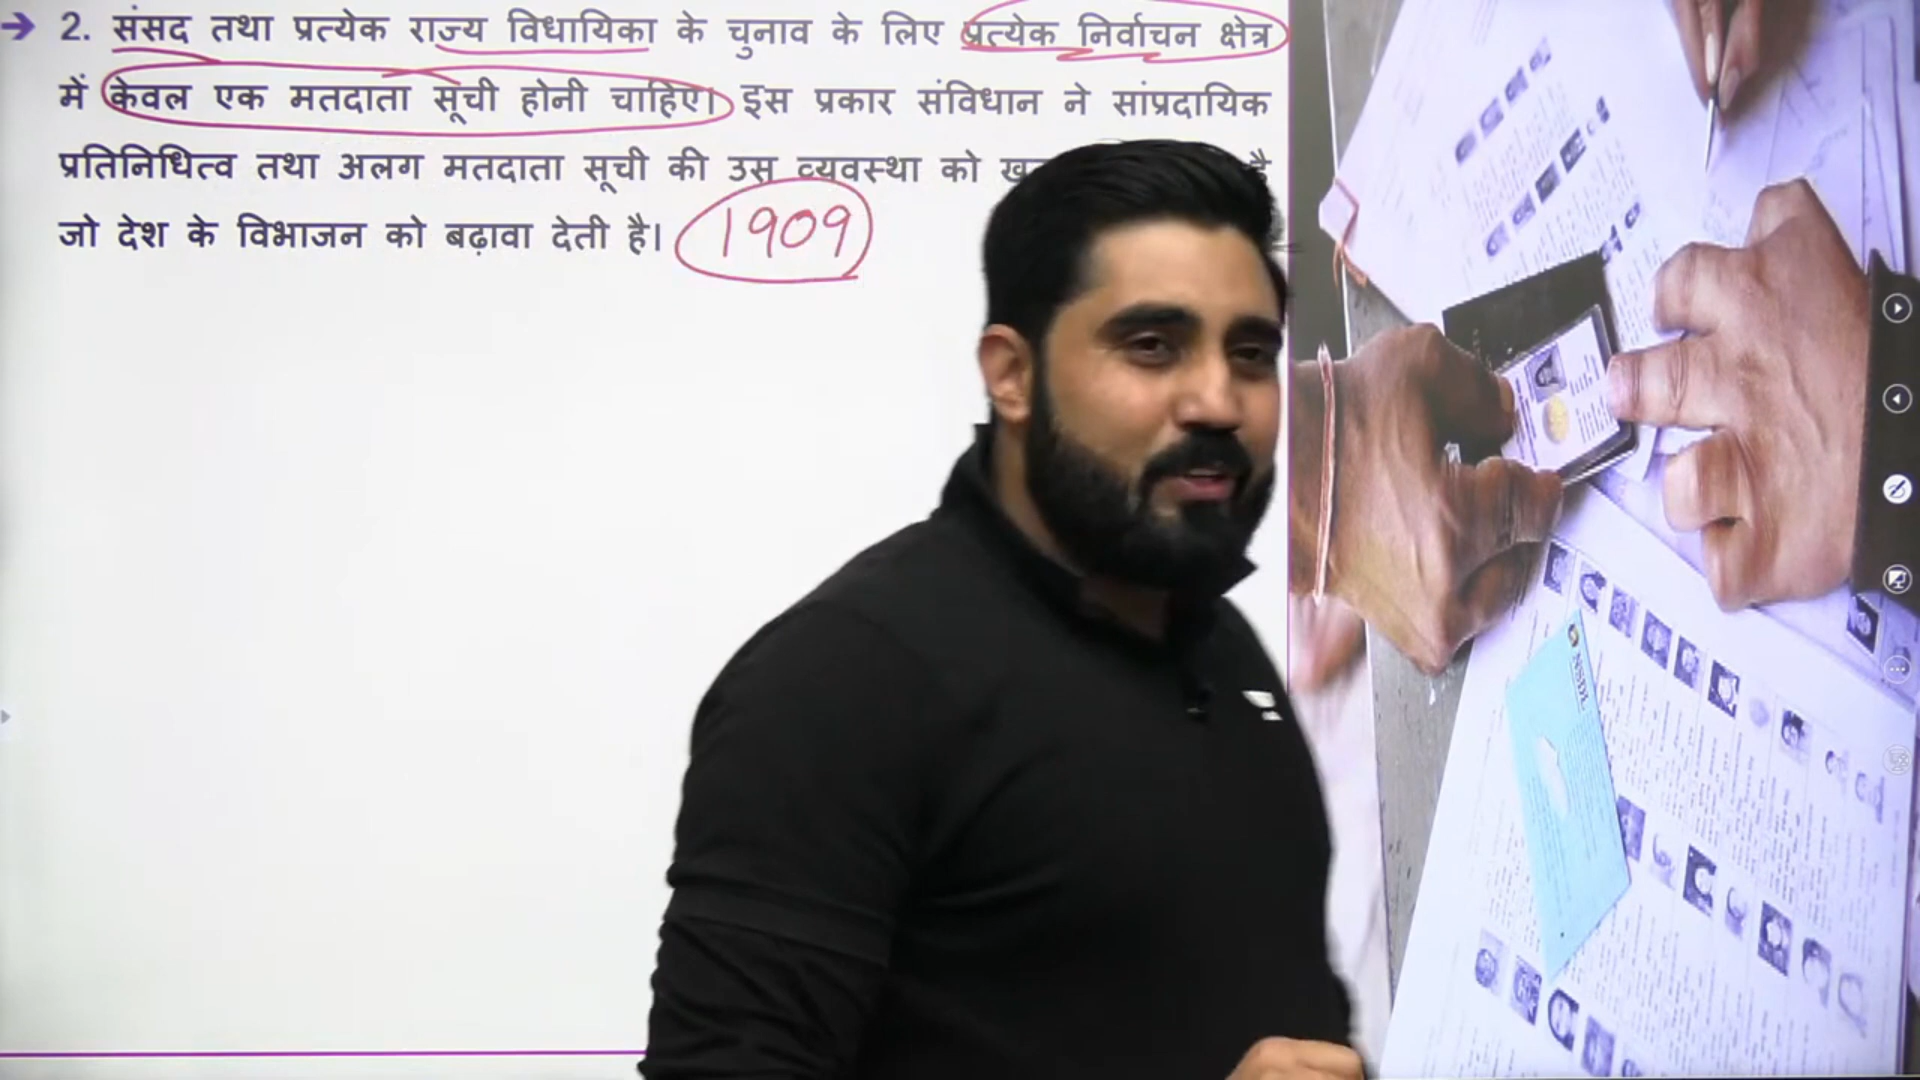 2. संसद तथा प्रत्येक राज्य विधायिका के चुनाव के लिए प्रत्येक निर्वाचन क्षेत्र
में केवल एक मतदाता सूची होनी चाहिए। इस प्रकार संविधान ने सांप्रदायिक
प्रतिनिधित्व तथा अलग मतदाता सूची की उस व्यवस्था को है
जो देश के विभाजन को बढ़ावा देती है। 1909
NSDL